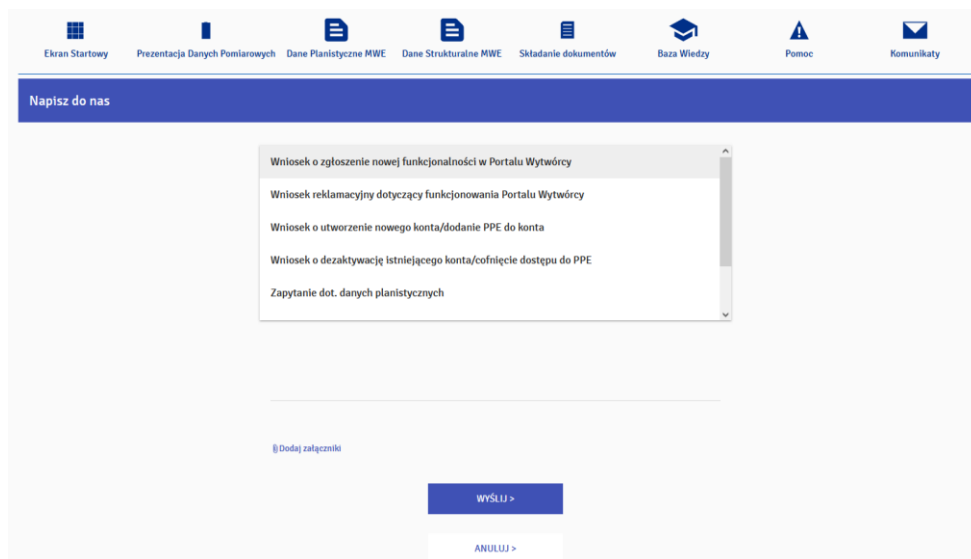 Ekran Startowy Prezentacja Danych Pomiarowych Dane Planistyczne MWE Dane Strukturalne MWE Składanie dokumentów Baza Wiedzy Pomoc Komunikaty
Napisz do nas
Wniosek o zgłoszenie nowej funkcjonalności w Portalu Wytwórcy
Wniosek reklamacyjny dotyczący funkcjonowania Portalu Wytwórcy
Wniosek o utworzenie nowego konta/dodanie PPE do konta
Wniosek o dezaktywację istniejącego konta/cofnięcie dostępu do PPE
Zapytanie dot. danych planistycznych
Dodaj załączniki
WYŚLIJ >
ANULUJ >